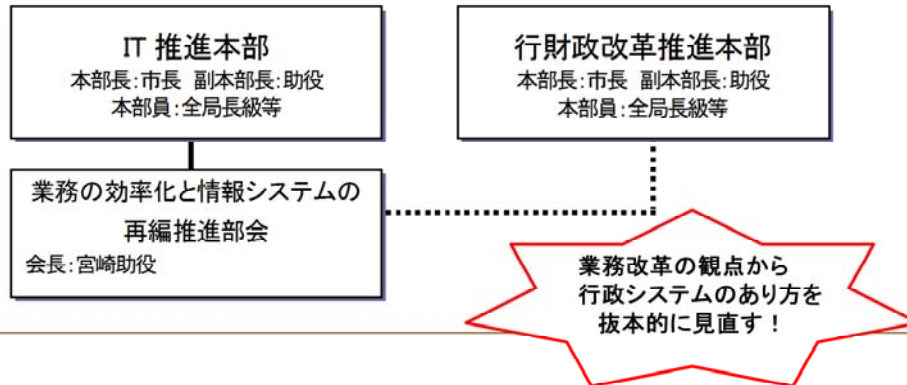 IT 推進本部
本部長:市長 副本部長:助役
本部員:全局長級等
行財政改革推進本部
本部長:市長 副本部長:助役
本部員:全局長級等
業務の効率化と情報システムの
再編推進部会
会長:宮崎助役
業務改革の観点から
行政システムのあり方を
抜本的に見直す！